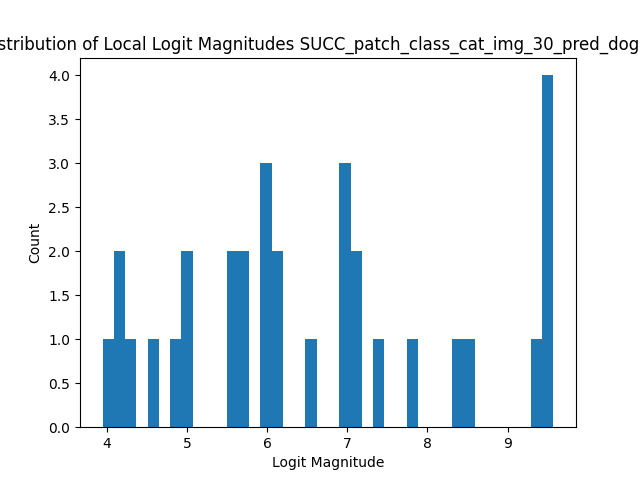 stribution of Local Logit Magnitudes SUCC_patch_class_cat_img_30_pred_dog
4.0
3.5
3.0
2.5
2.0
1.5
1.0
0.5
0.0
Count
4 5 6 7 8 9
Logit Magnitude